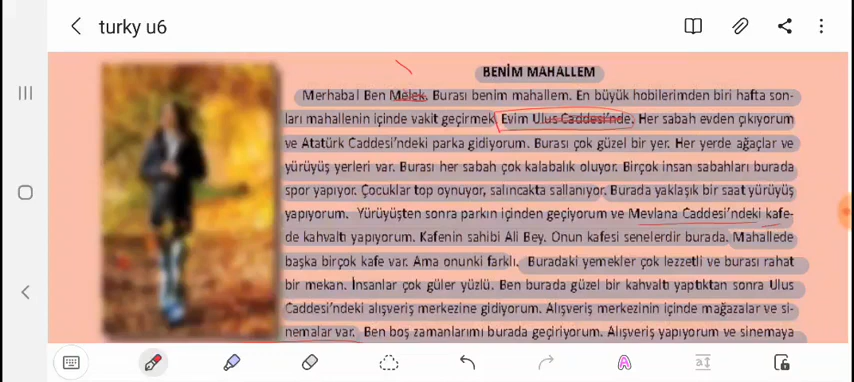 turky u6
BENİM MAHALLEM
Merhaba! Ben Melek. Burası benim mahallem. En büyük hobilerimden biri hafta son-
ları mahallenin içinde vakit geçirmek. Evim Ulus Caddesi'nde. Her sabah evden çıkıyorum
ve Atatürk Caddesi'ndeki parka gidiyorum. Burası çok güzel bir yer. Her yerde ağaçlar ve
yürüyüş yerleri var. Burası her sabah çok kalabalık oluyor. Birçok insan sabahları burada
spor yapıyor. Çocuklar top oynuyor, salıncakta sallanıyor. Burada yaklaşık bir saat yürüyüş
yapıyorum. Yürüyüşten sonra parkın içinden geçiyorum ve Mevlana Caddesi'ndeki kafe-
de kahvaltı yapıyorum. Kafenin sahibi Ali Bey. Onun kafesi senelerdir burada. Mahallede
başka birçok kafe var. Ama onunki farklı. Buradaki yemekler çok lezzetli ve burası rahat
bir mekan. İnsanlar çok güler yüzlü. Ben burada güzel bir kahvaltı yaptıktan sonra Ulus
Caddesi'ndeki alışveriş merkezine gidiyorum. Alışveriş merkezinin içinde mağazalar ve si-
nemalar var. Ben boş zamanlarımı burada geçiriyorum. Alışveriş yapıyorum ve sinemaya